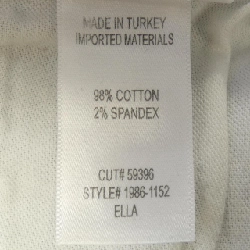 MADE IN TURKEY
IMPORTED MATERIALS
98% COTTON
2% SPANDEX
CUT# 59396
STYLE# 1986-1152
ELLA